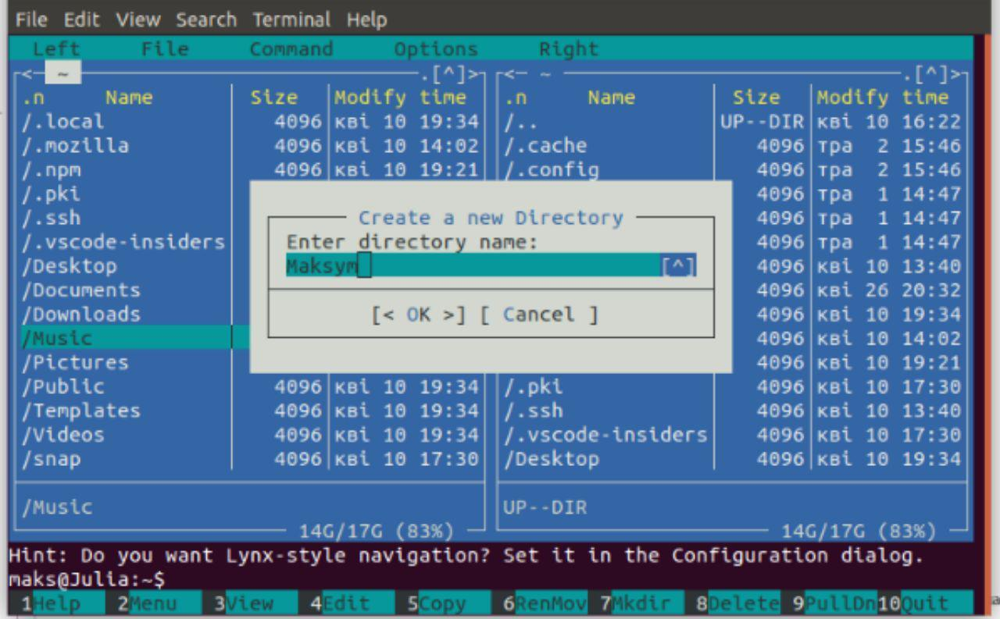 File Edit View Search Terminal Help
Left File Command Options Right
<- ~ .[^]> <- ~ .[^]>
.n Name Size Modify time .n Name Size Modify time
/.local 4096 кві 10 19:34 /.. UP--DIR кві 10 16:22
/.mozilla 4096 кві 10 14:02 /.cache 4096 тра 2 15:46
/.npm 4096 кві 10 19:21 /.config 4096 тра 2 15:46
/.pki 4096 тра 1 14:47
/.ssh Create a new Directory 4096 тра 1 14:47
/.vscode-insiders Enter directory name: 4096 тра 1 14:47
/Desktop Maksym [^] 4096 кві 10 13:40
/Documents 4096 кві 26 20:32
/Downloads [< OK >] [ Cancel ] 4096 кві 10 19:34
/Music 4096 кві 10 14:02
/Pictures 4096 кві 10 19:21
/Public 4096 кві 10 19:34 /.pki 4096 кві 10 17:30
/Templates 4096 кві 10 19:34 /.ssh 4096 кві 10 13:40
/Videos 4096 кві 10 19:34 /.vscode-insiders 4096 кві 10 17:30
/snap 4096 кві 10 17:30 /Desktop 4096 кві 10 19:34
/Music UP--DIR
14G/17G (83%) 14G/17G (83%)
Hint: Do you want Lynx-style navigation? Set it in the Configuration dialog.
maks@Julia:~$
1Help 2Menu 3View 4Edit 5Copy 6RenMov 7Mkdir 8Delete 9PullDn 10Quit